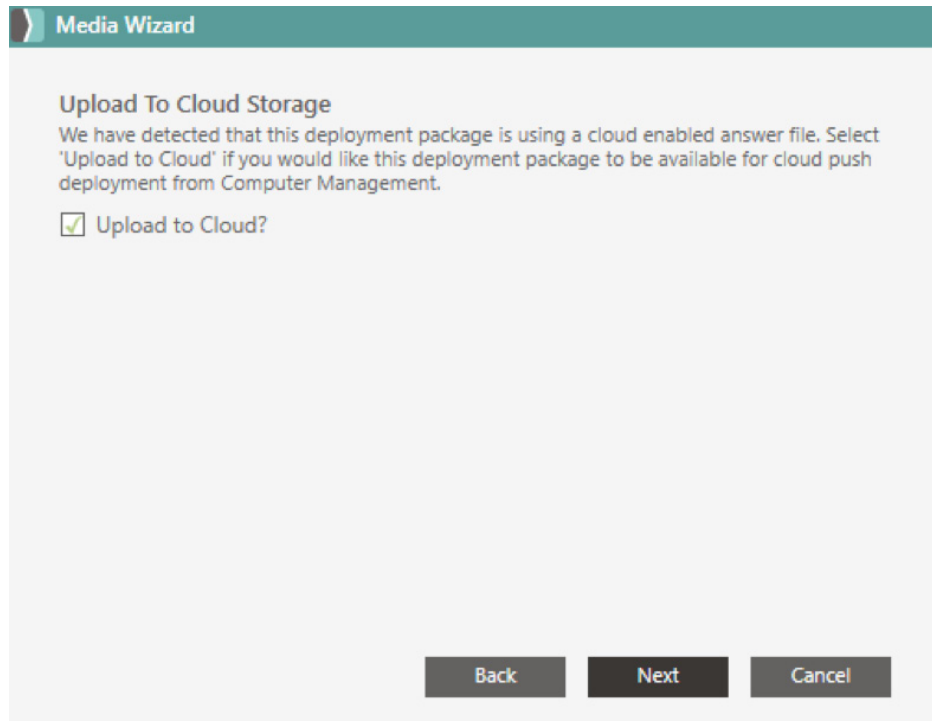 Media Wizard
Upload To Cloud Storage
We have detected that this deployment package is using a cloud enabled answer file. Select
'Upload to Cloud' if you would like this deployment package to be available for cloud push
deployment from Computer Management.
Upload to Cloud?
Back Next Cancel